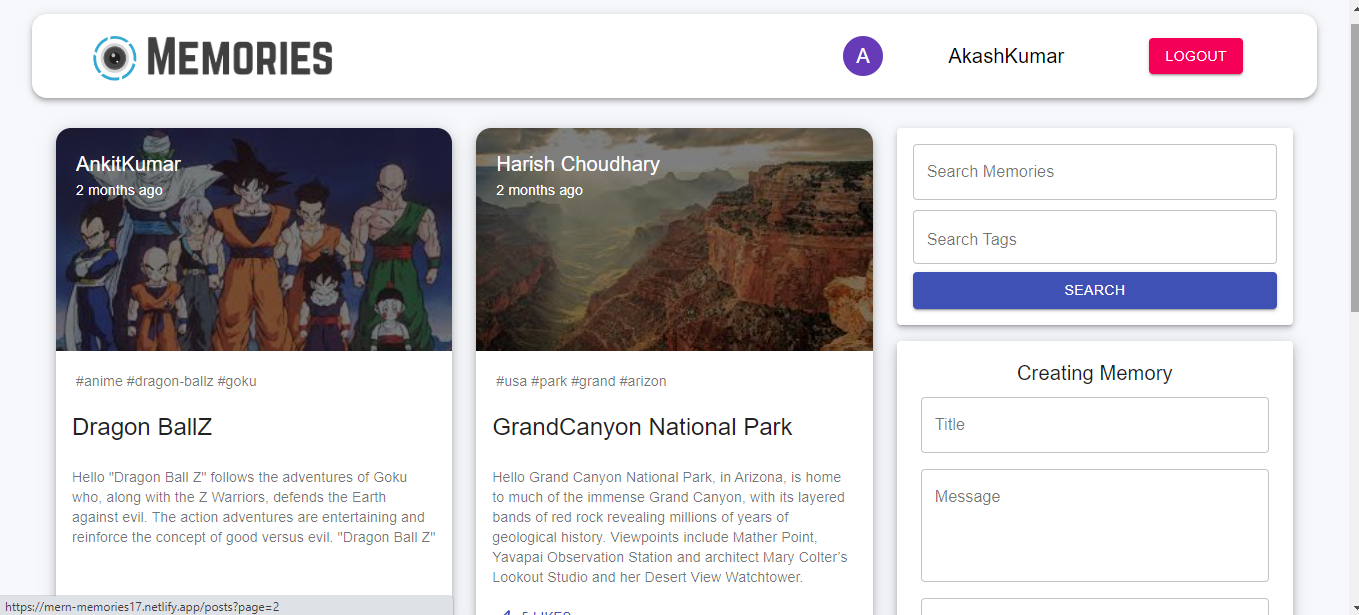 MEMORIES
A
AkashKumar
LOGOUT
AnkitKumar
2 months ago
#anime #dragon-ballz #goku
Dragon BallZ
Hello "Dragon Ball Z" follows the adventures of Goku
who, along with the Z Warriors, defends the Earth
against evil. The action adventures are entertaining and
reinforce the concept of good versus evil. "Dragon Ball Z"
Harish Choudhary
2 months ago
#usa #park #grand #arizon
GrandCanyon National Park
Hello Grand Canyon National Park, in Arizona, is home
to much of the immense Grand Canyon, with its layered
bands of red rock revealing millions of years of
geological history. Viewpoints include Mather Point,
Yavapai Observation Station and architect Mary Colter’s
Lookout Studio and her Desert View Watchtower.
5 LIKES
Search Memories
Search Tags
SEARCH
Creating Memory
Title
Message
https://mern-memories17.netlify.app/posts?page=2